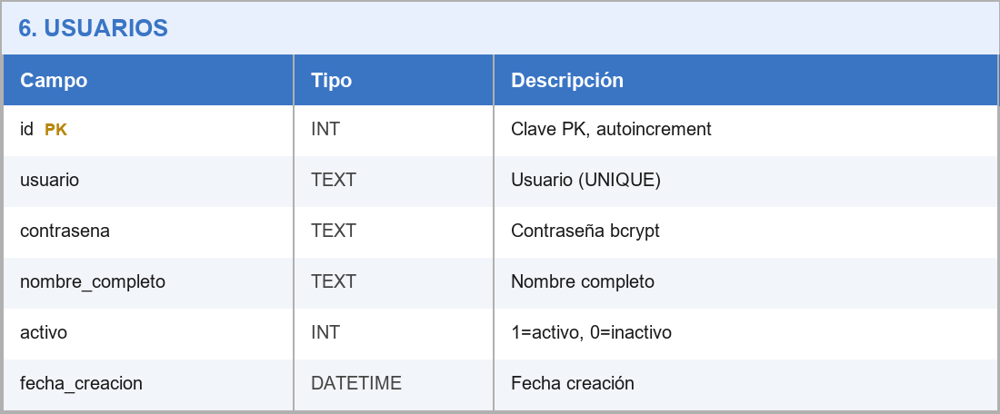 6. USUARIOS
Campo Tipo Descripción
id PK INT Clave PK, autoincrement
usuario TEXT Usuario (UNIQUE)
contrasena TEXT Contraseña bcrypt
nombre_completo TEXT Nombre completo
activo INT 1=activo, 0=inactivo
fecha_creacion DATETIME Fecha creación